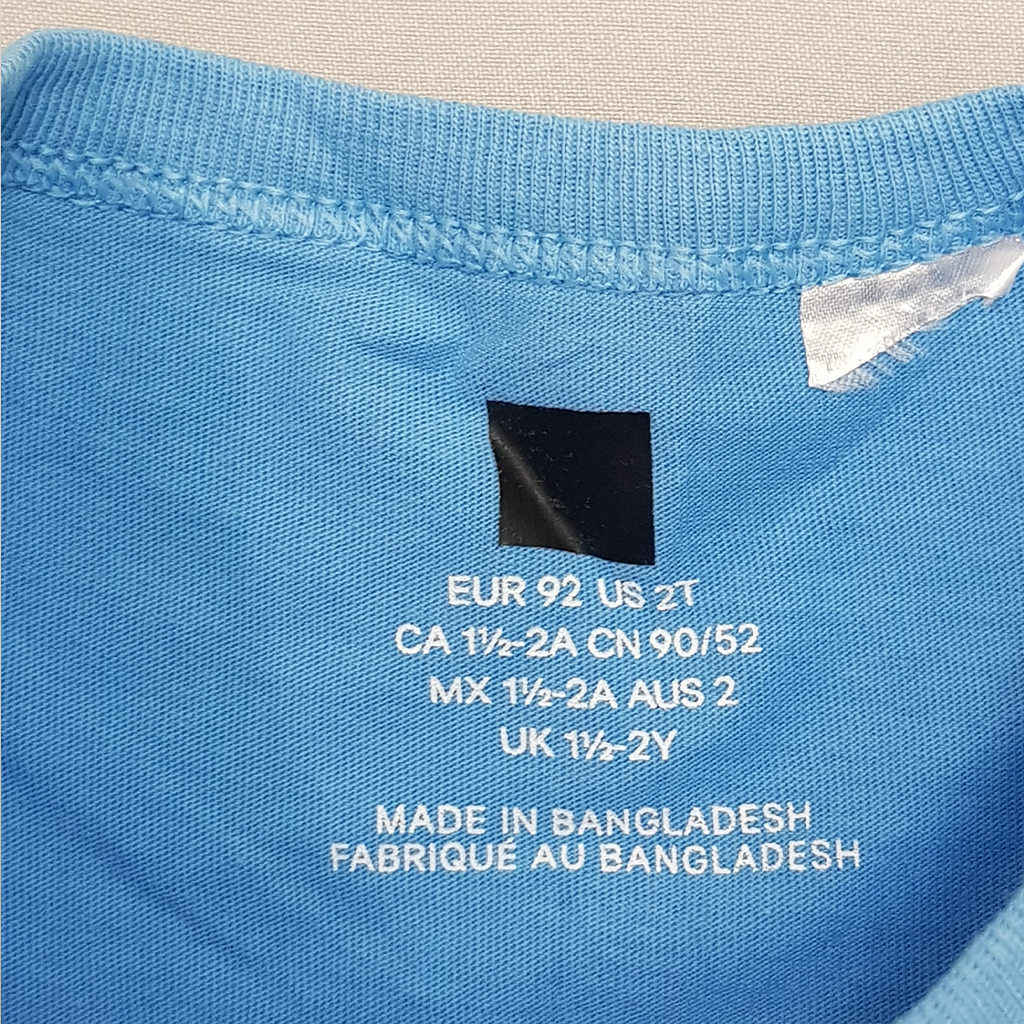 EUR 92 US 2T
CA 1½-2A CN 90/52
MX 1½-2A AUS 2
UK 1½-2Y
MADE IN BANGLADESH
FABRIQUÉ AU BANGLADESH